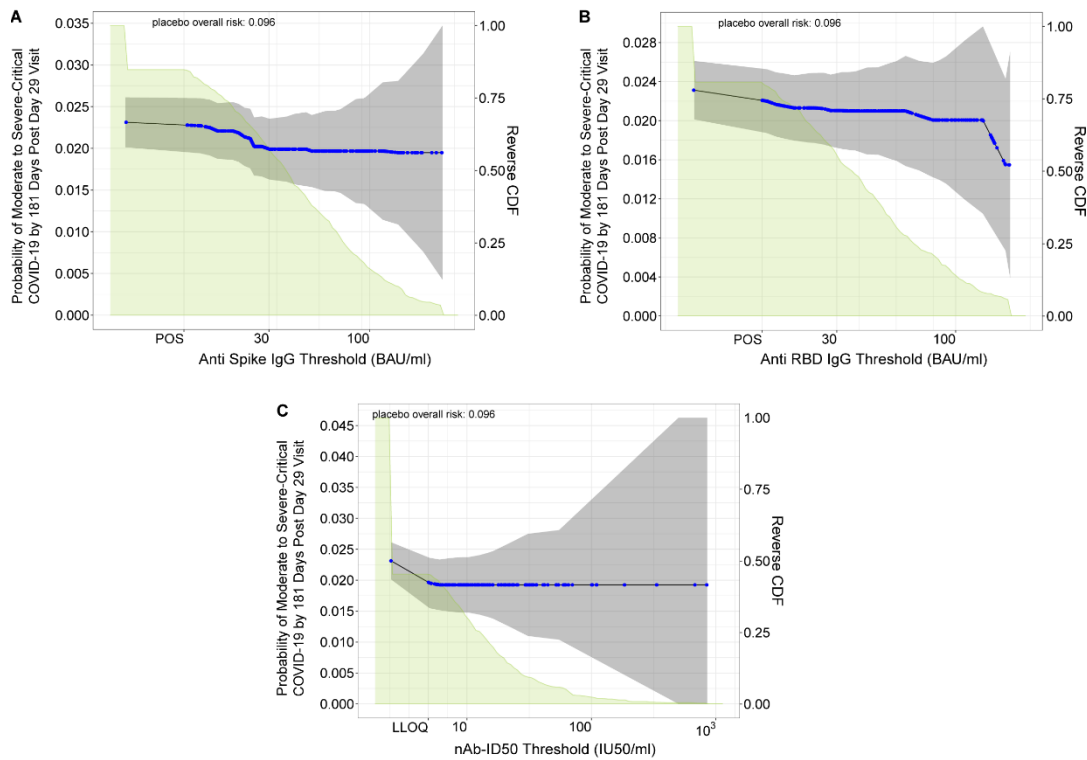 A
placebo overall risk: 0.096
Probability of Moderate to Severe-Critical
COVID-19 by 181 Days Post Day 29 Visit
0.035
0.030
0.025
0.020
0.015
0.010
0.005
0.000
1.00
0.75
0.50
0.25
0.00
Reverse CDF
POS 30 100
Anti Spike IgG Threshold (BAU/ml)
B
placebo overall risk: 0.096
Probability of Moderate to Severe-Critical
COVID-19 by 181 Days Post Day 29 Visit
0.028
0.024
0.020
0.016
0.012
0.008
0.004
0.000
1.00
0.75
0.50
0.25
0.00
Reverse CDF
POS 30 100
Anti RBD IgG Threshold (BAU/ml)
C
placebo overall risk: 0.096
Probability of Moderate to Severe-Critical
COVID-19 by 181 Days Post Day 29 Visit
0.045
0.040
0.035
0.030
0.025
0.020
0.015
0.010
0.005
0.000
1.00
0.75
0.50
0.25
0.00
Reverse CDF
LLOQ 10 100 10³
nAb-ID50 Threshold (IU50/ml)